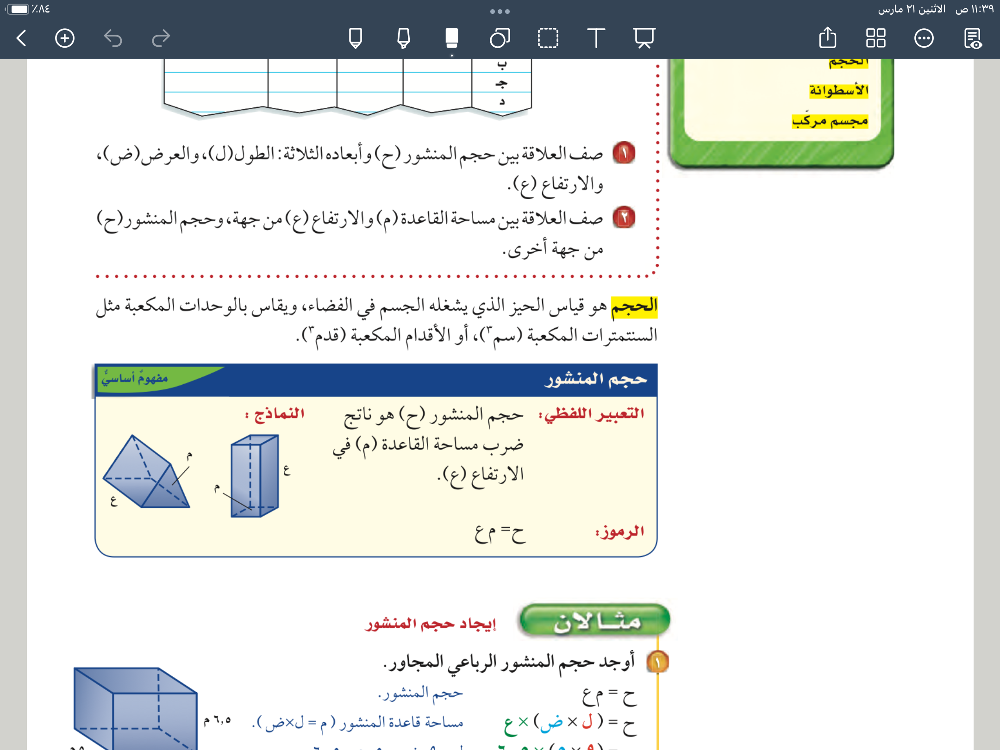 ١١:٣٩ ص الاثنين ٢١ مارس
٪٨٤
الحجم
الأسطوانة
مجسم مركّب
ب
جـ
د
١ صف العلاقة بين حجم المنشور (ح) وأبعاده الثلاثة: الطول (ل)، والعرض (ض)،
والارتفاع (ع).
٢ صف العلاقة بين مساحة القاعدة (م) والارتفاع (ع) من جهة، وحجم المنشور (ح)
من جهة أخرى.
الحجم هو قياس الحيز الذي يشغله الجسم في الفضاء، ويقاس بالوحدات المكعبة مثل
السنتمترات المكعبة (سم٣)، أو الأقدام المكعبة (قدم٣).
حجم المنشور
مفهومٌ أساسيٌّ
التعبير اللفظي: حجم المنشور (ح) هو ناتج
ضرب مساحة القاعدة (م) في
الارتفاع (ع).
النماذج :
ع
م
م
ع
الرموز: ح = م ع
مثـالان
إيجاد حجم المنشور
١ أوجد حجم المنشور الرباعي المجاور.
ح = م ع حجم المنشور.
ح = (ل × ض) × ع مساحة قاعدة المنشور (م = ل×ض).
٦,٥ م